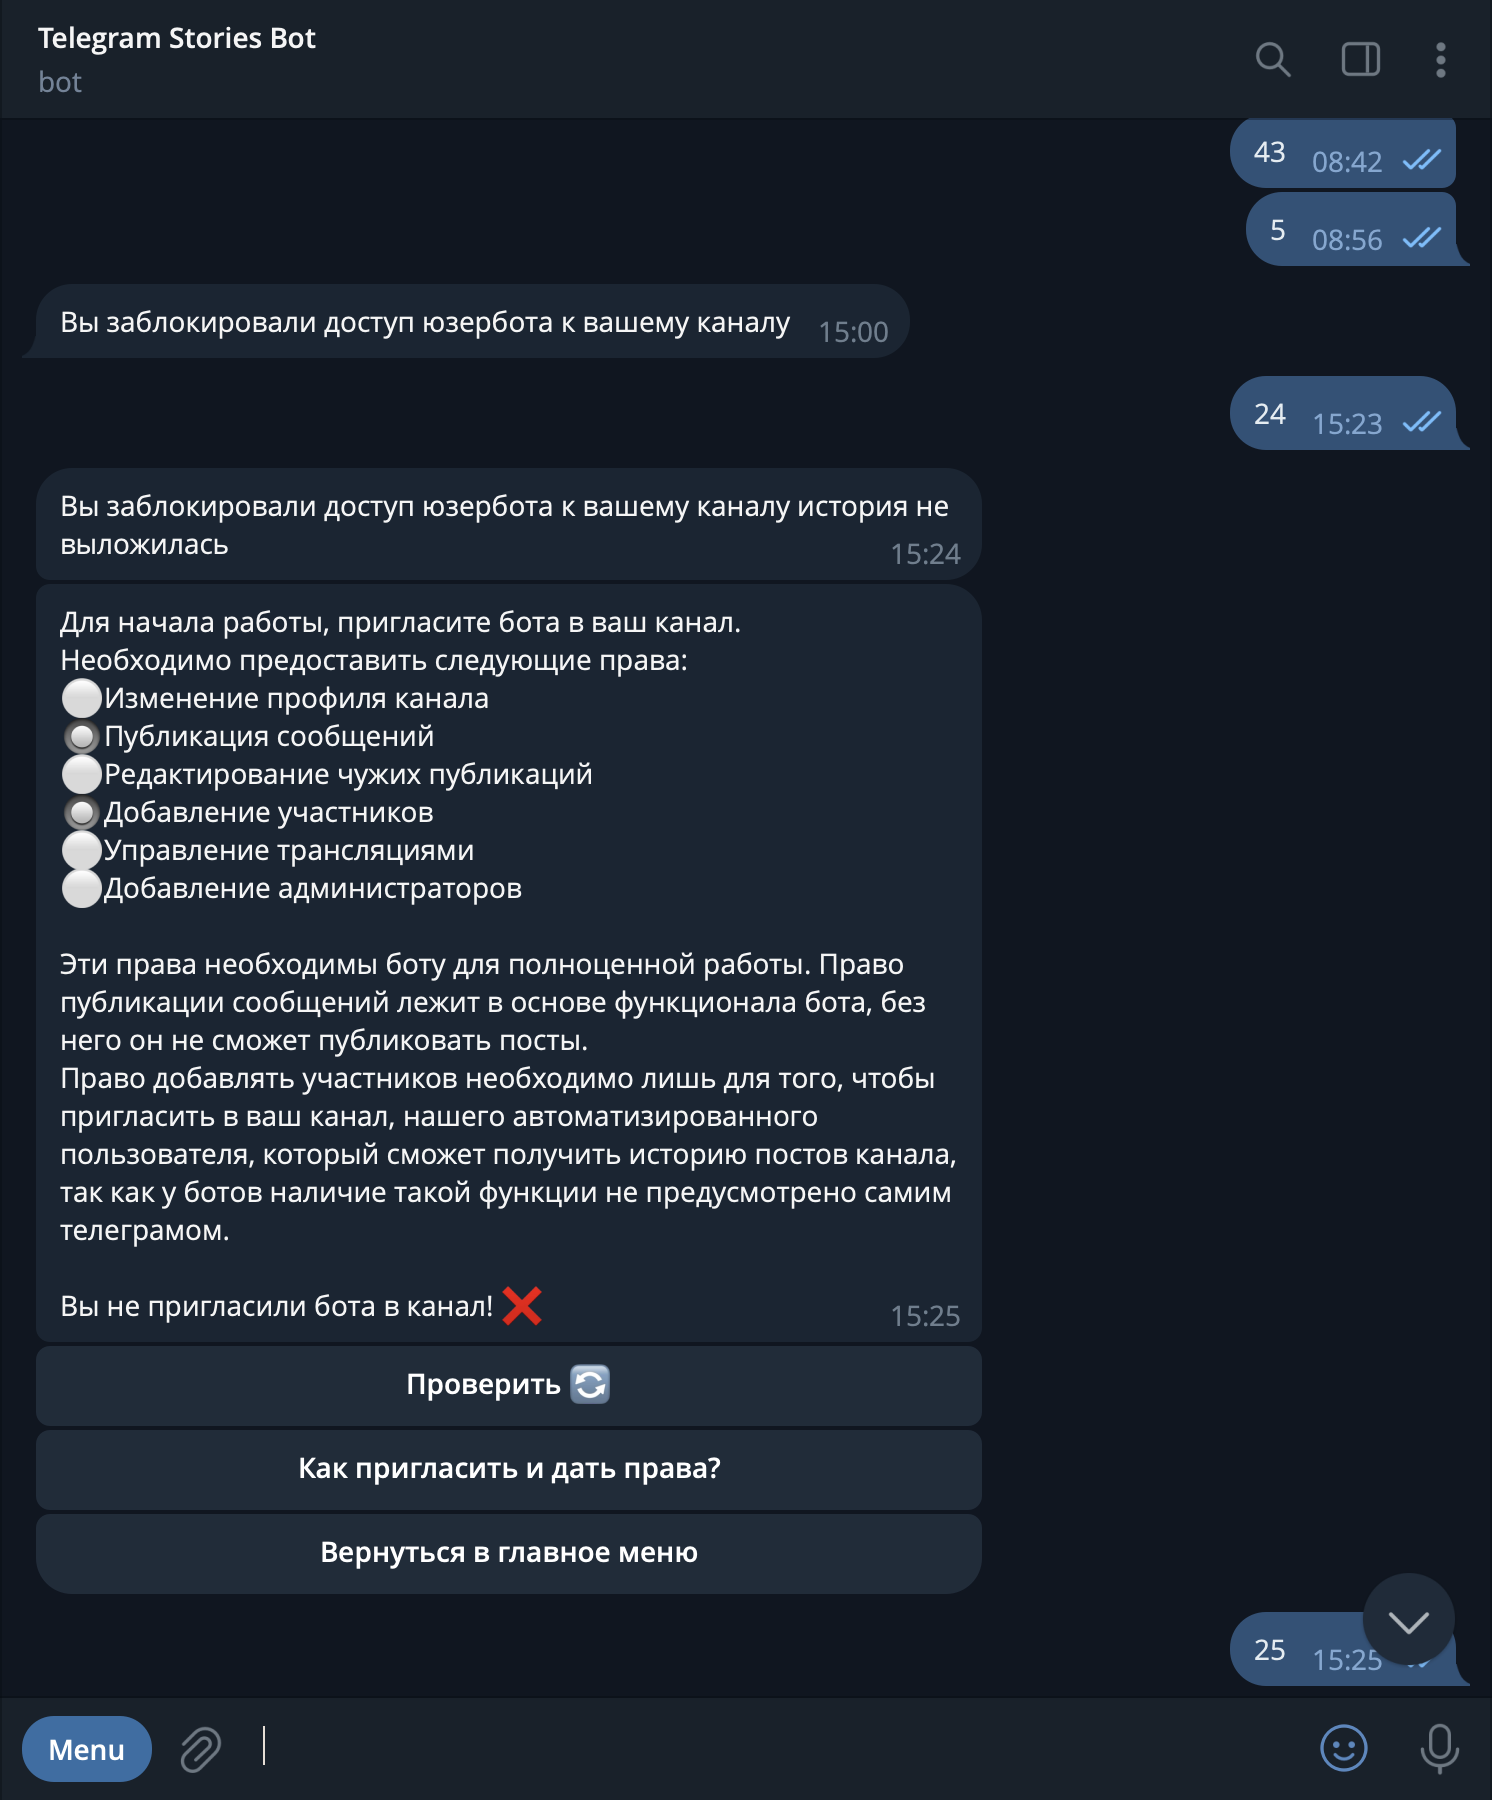 Telegram Stories Bot
bot
43 08:42
5 08:56
Вы заблокировали доступ юзербота к вашему каналу 15:00
24 15:23
Вы заблокировали доступ юзербота к вашему каналу история не
выложилась 15:24
Для начала работы, пригласите бота в ваш канал.
Необходимо предоставить следующие права:
Изменение профиля канала
Публикация сообщений
Редактирование чужих публикаций
Добавление участников
Управление трансляциями
Добавление администраторов
Эти права необходимы боту для полноценной работы. Право
публикации сообщений лежит в основе функционала бота, без
него он не сможет публиковать посты.
Право добавлять участников необходимо лишь для того, чтобы
пригласить в ваш канал, нашего автоматизированного
пользователя, который сможет получить историю постов канала,
так как у ботов наличие такой функции не предусмотрено самим
телеграмом.
Вы не пригласили бота в канал! 15:25
Проверить
Как пригласить и дать права?
Вернуться в главное меню
25 15:25
Menu